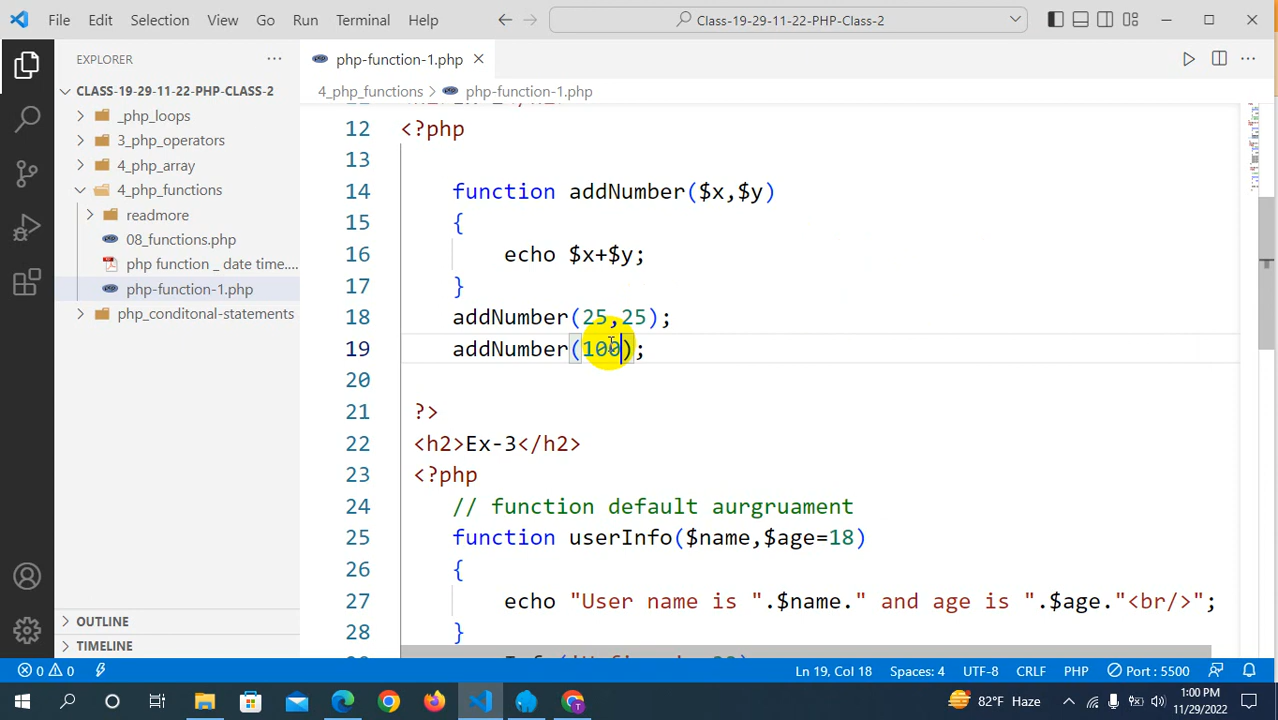 File Edit Selection View Go Run Terminal Help
Class-19-29-11-22-PHP-Class-2
EXPLORER
php-function-1.php
CLASS-19-29-11-22-PHP-CLASS-2
4_php_functions > php-function-1.php
_php_loops
3_php_operators
4_php_array
4_php_functions
readmore
08_functions.php
php function _ date time....
php-function-1.php
php_conditonal-statements
OUTLINE
TIMELINE
12 <?php
13
14 function addNumber($x,$y)
15 {
16 echo $x+$y;
17 }
18 addNumber(25,25);
19 addNumber(100);
20
21 ?>
22 <h2>Ex-3</h2>
23 <?php
24 // function default aurgruament
25 function userInfo($name,$age=18)
26 {
27 echo "User name is ".$name." and age is ".$age."<br/>";
28 }
0 0 Ln 19, Col 18 Spaces: 4 UTF-8 CRLF PHP Port : 5500
82°F Haze
1:00 PM
11/29/2022